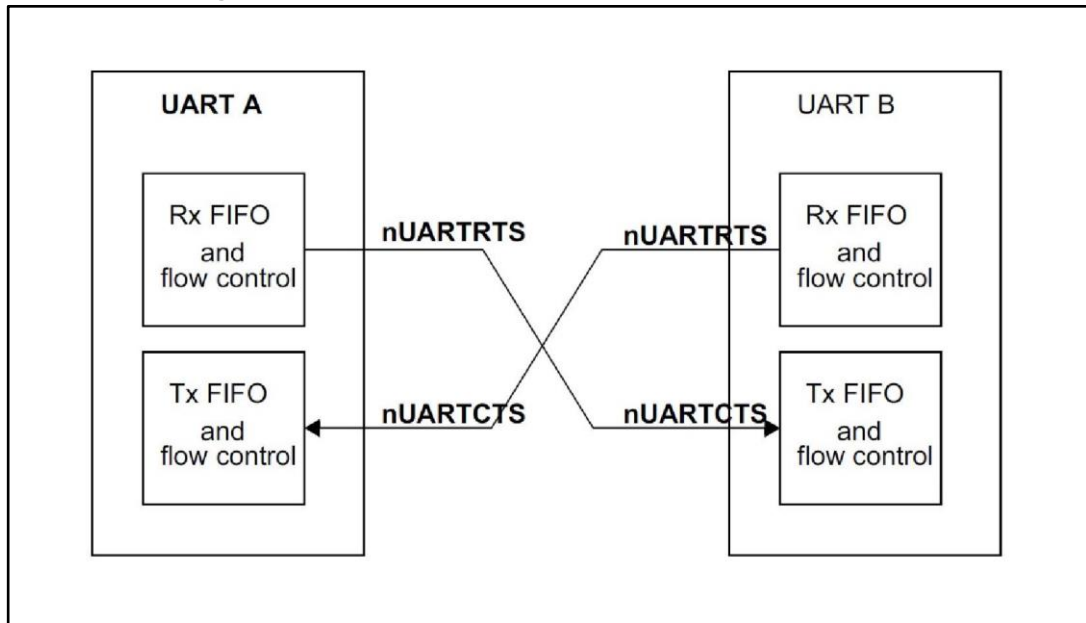 UART A
UART B
Rx FIFO
and
flow control
nUARTRTS
nUARTRTS
Rx FIFO
and
flow control
Tx FIFO
and
flow control
nUARTCTS
nUARTCTS
Tx FIFO
and
flow control